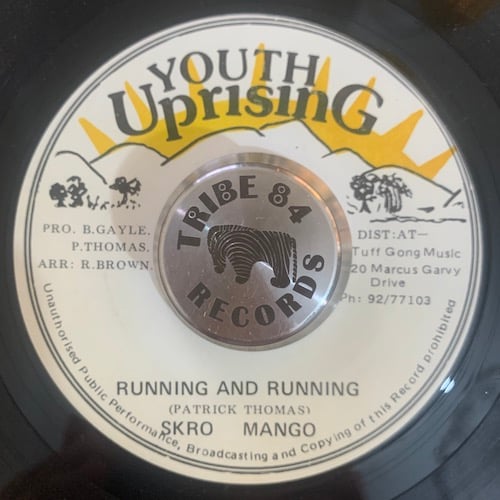 YOUTH
UprisinG
TRIBE 84
RECORDS
PRO. B.GAYLE.
P.THOMAS.
ARR: R.BROWN.
DIST:AT—
Tuff Gong Music
20 Marcus Garvy
Drive
Ph: 92/77103
RUNNING AND RUNNING
(PATRICK THOMAS)
SKRO MANGO
Unauthorised Public Performance, Broadcasting and Copying of this Record prohibited